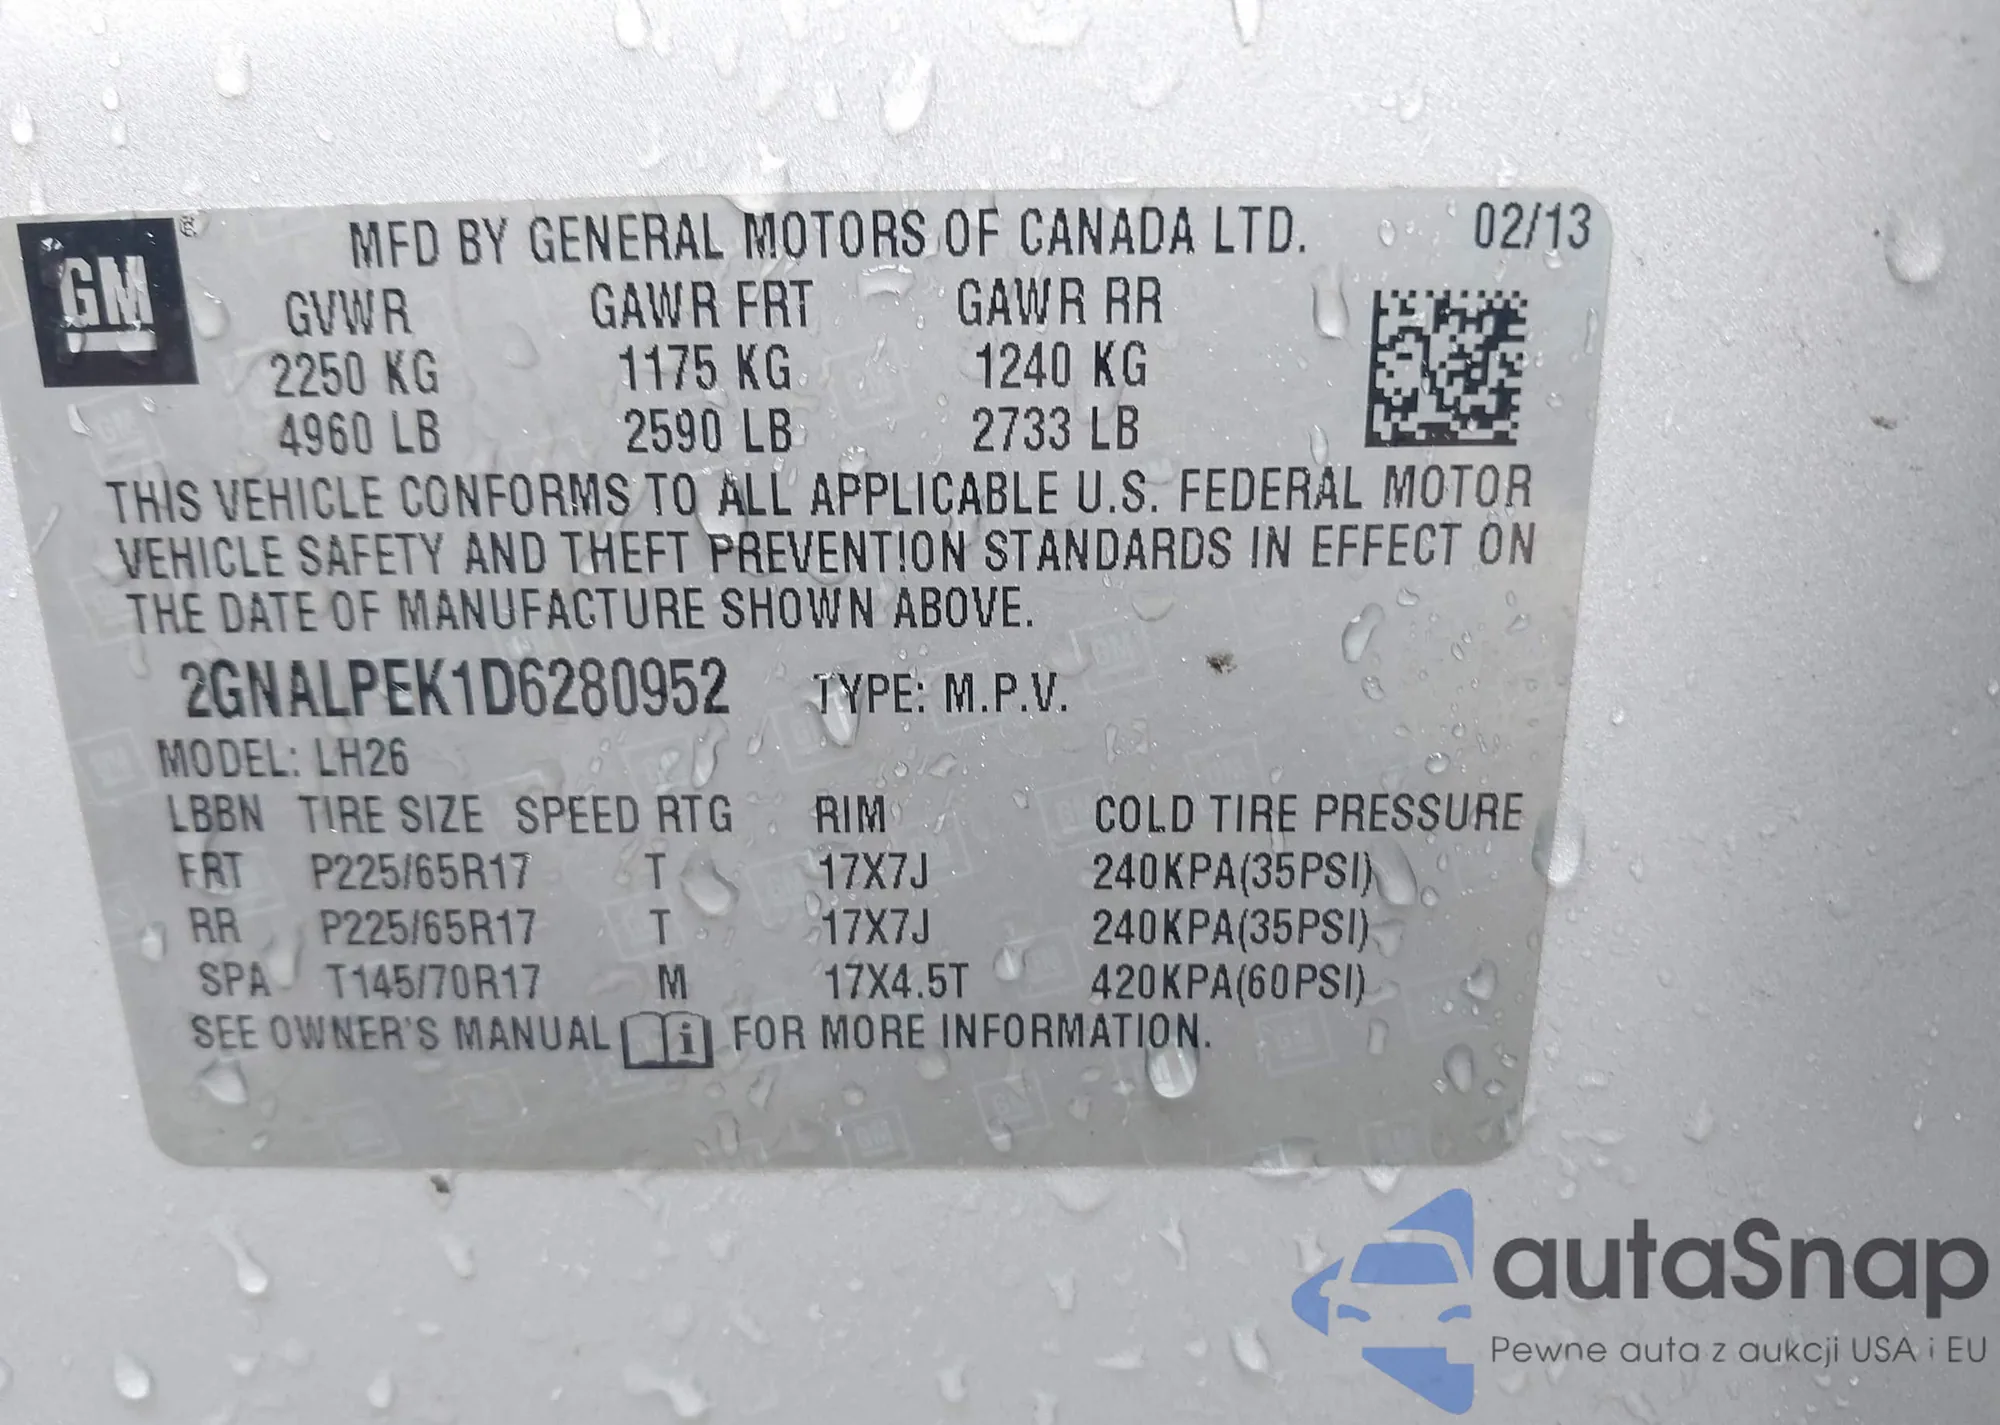 GM ®
MFD BY GENERAL MOTORS OF CANADA LTD. 02/13
GVWR GAWR FRT GAWR RR
2250 KG 1175 KG 1240 KG
4960 LB 2590 LB 2733 LB
THIS VEHICLE CONFORMS TO ALL APPLICABLE U.S. FEDERAL MOTOR
VEHICLE SAFETY AND THEFT PREVENTION STANDARDS IN EFFECT ON
THE DATE OF MANUFACTURE SHOWN ABOVE.
2GNALPEK1D6280952 TYPE: M.P.V.
MODEL: LH26
LBBN TIRE SIZE SPEED RTG RIM COLD TIRE PRESSURE
FRT P225/65R17 T 17X7J 240KPA(35PSI)
RR P225/65R17 T 17X7J 240KPA(35PSI)
SPA T145/70R17 M 17X4.5T 420KPA(60PSI)
SEE OWNER'S MANUAL i FOR MORE INFORMATION.
autaSnap
Pewne auta z aukcji USA i EU